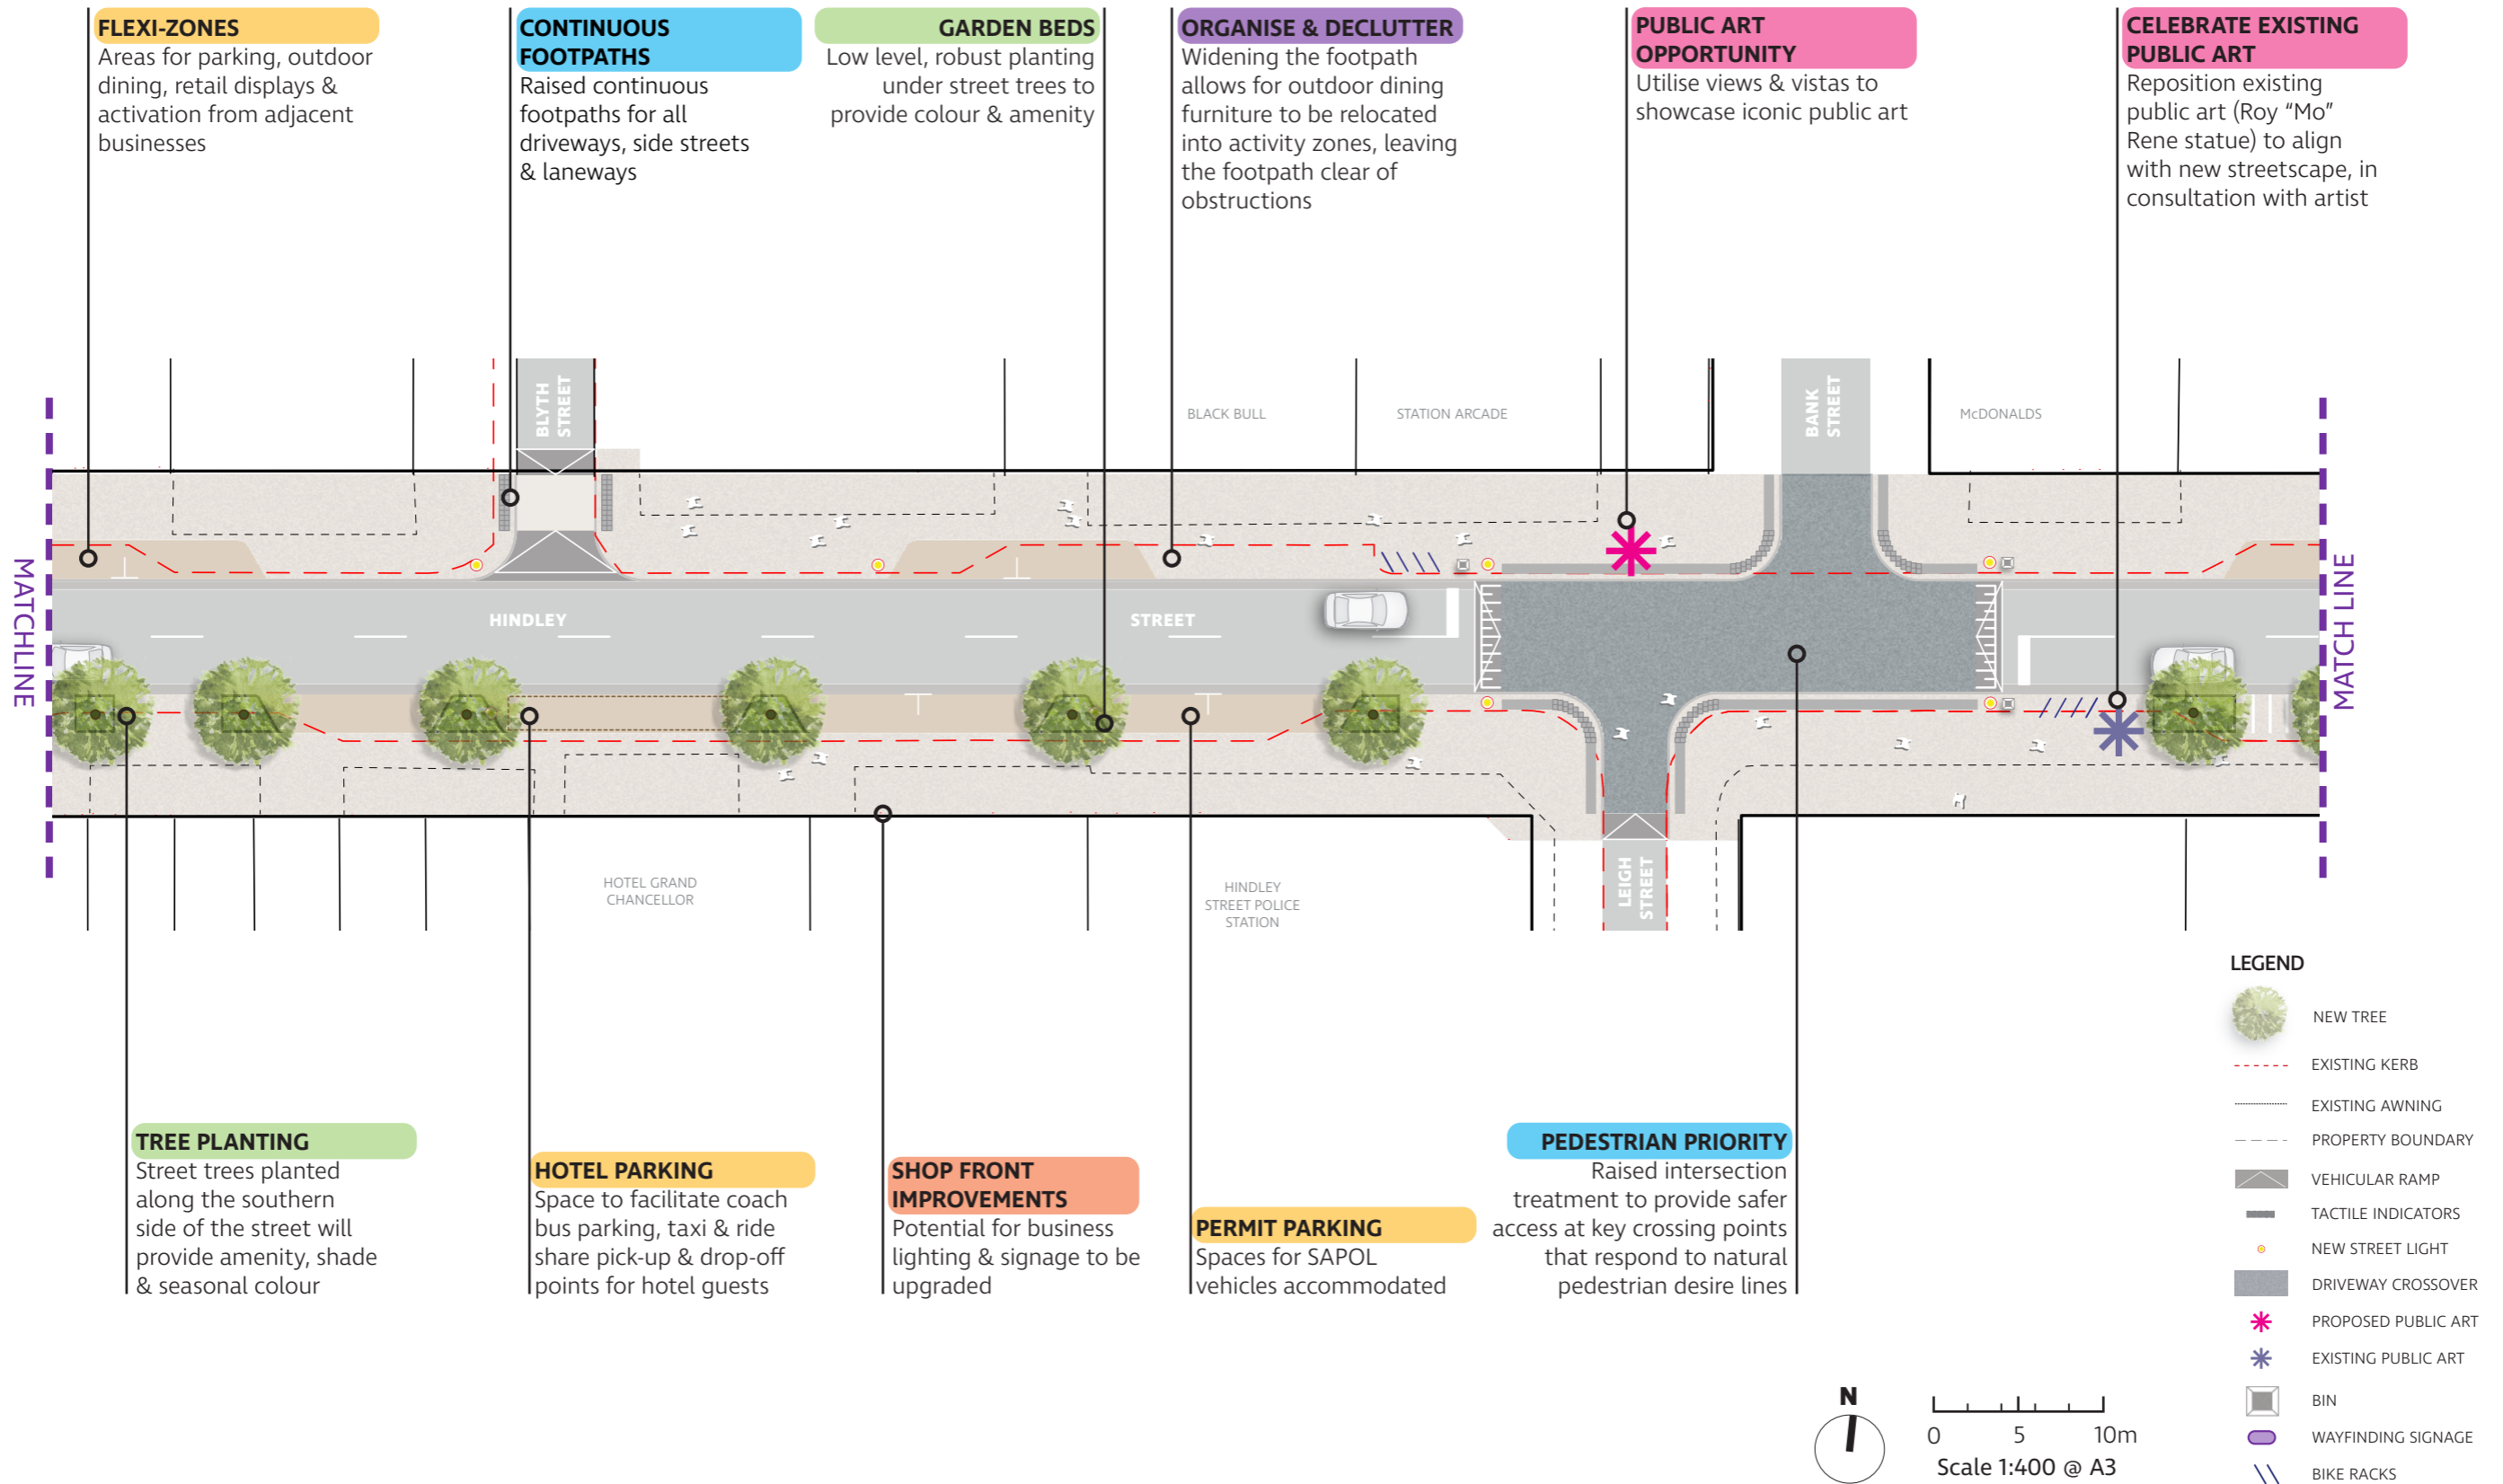 FLEXI-ZONES
Areas for parking, outdoor
dining, retail displays &
activation from adjacent
businesses
CONTINUOUS
FOOTPATHS
Raised continuous
footpaths for all
driveways, side streets
& laneways
GARDEN BEDS
Low level, robust planting
under street trees to
provide colour & amenity
ORGANISE & DECLUTTER
Widening the footpath
allows for outdoor dining
furniture to be relocated
into activity zones, leaving
the footpath clear of
obstructions
PUBLIC ART
OPPORTUNITY
Utilise views & vistas to
showcase iconic public art
CELEBRATE EXISTING
PUBLIC ART
Reposition existing
public art (Roy “Mo”
Rene statue) to align
with new streetscape, in
consultation with artist
BLYTH
STREET
BLACK BULL
STATION ARCADE
BANK
STREET
McDONALDS
MATCHLINE
HINDLEY
STREET
MATCH LINE
HOTEL GRAND
CHANCELLOR
HINDLEY
STREET POLICE
STATION
LEIGH
STREET
TREE PLANTING
Street trees planted
along the southern
side of the street will
provide amenity, shade
& seasonal colour
HOTEL PARKING
Space to facilitate coach
bus parking, taxi & ride
share pick-up & drop-off
points for hotel guests
SHOP FRONT
IMPROVEMENTS
Potential for business
lighting & signage to be
upgraded
PERMIT PARKING
Spaces for SAPOL
vehicles accommodated
PEDESTRIAN PRIORITY
Raised intersection
treatment to provide safer
access at key crossing points
that respond to natural
pedestrian desire lines
LEGEND
NEW TREE
EXISTING KERB
EXISTING AWNING
PROPERTY BOUNDARY
VEHICULAR RAMP
TACTILE INDICATORS
NEW STREET LIGHT
DRIVEWAY CROSSOVER
PROPOSED PUBLIC ART
EXISTING PUBLIC ART
BIN
WAYFINDING SIGNAGE
BIKE RACKS
N
0 5 10m
Scale 1:400 @ A3